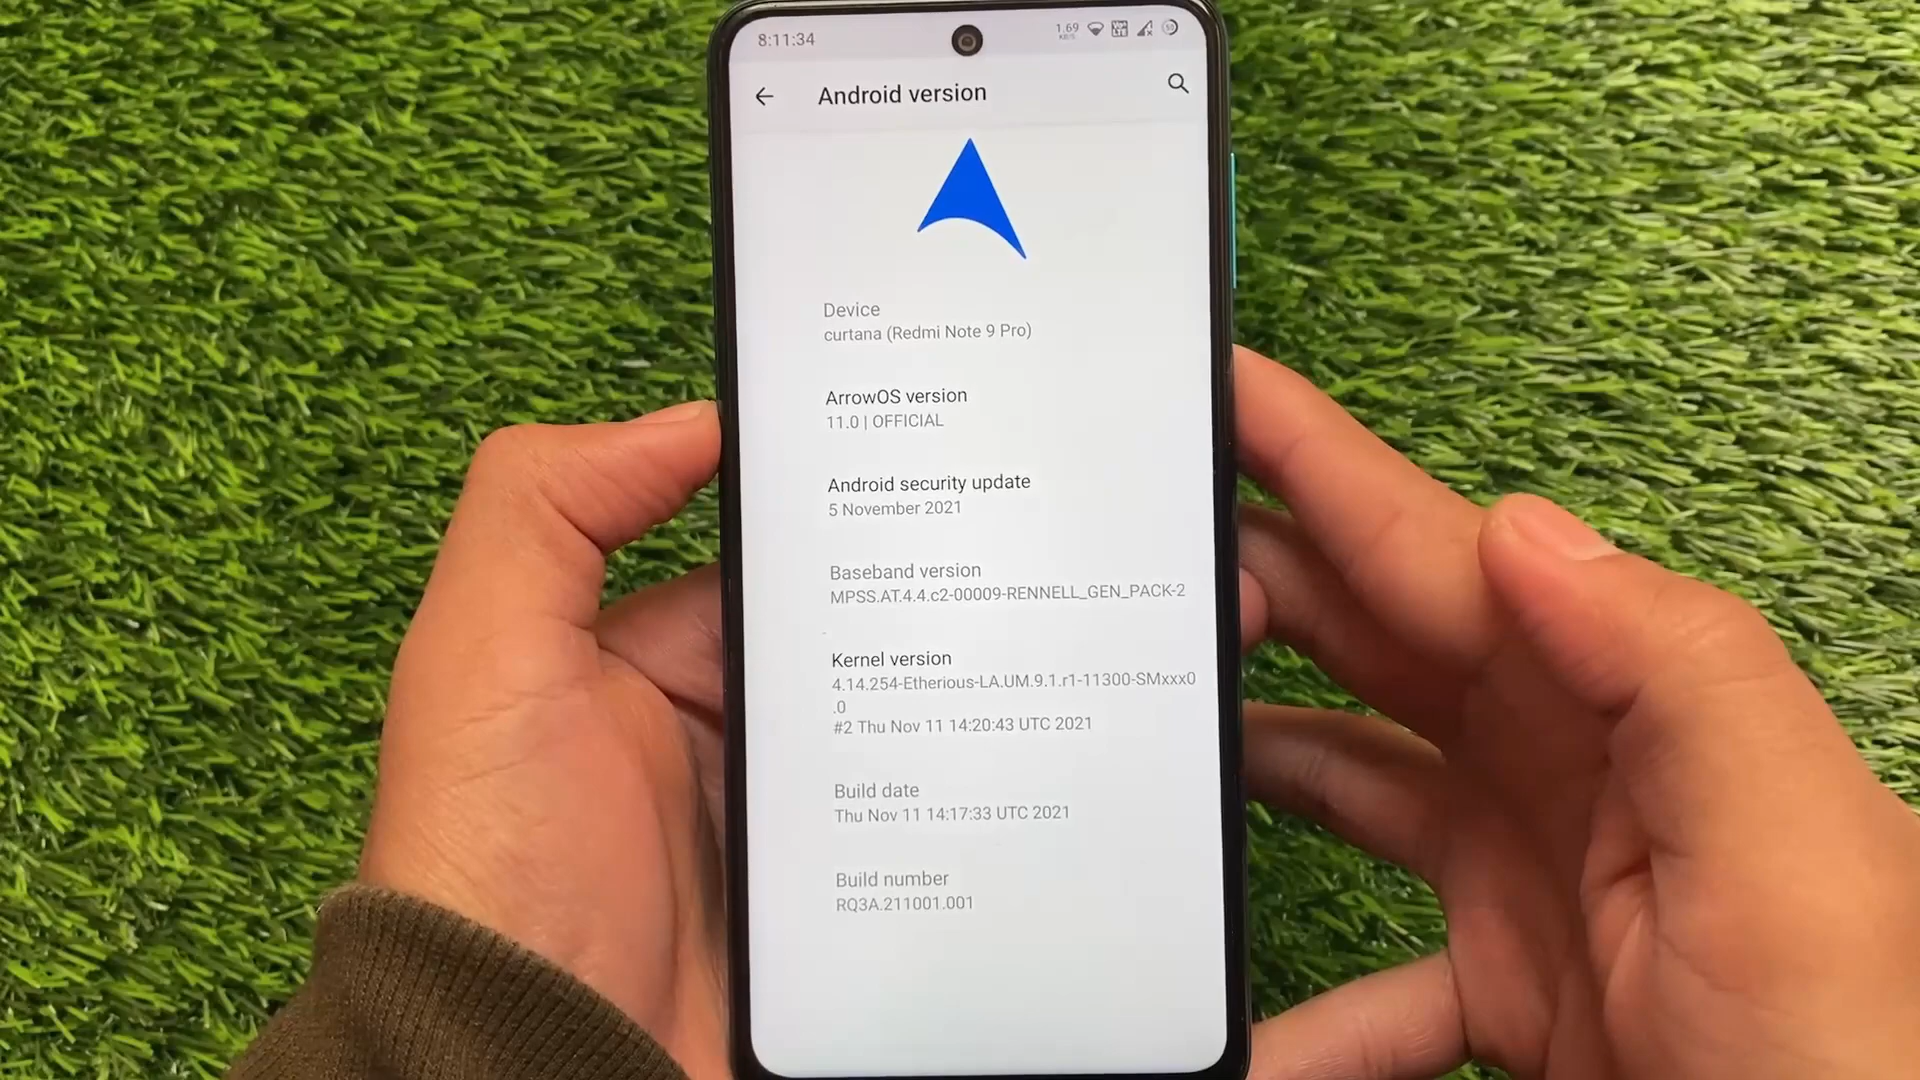 8:11:34
1.69
KB/S
Android version
Device
curtana (Redmi Note 9 Pro)
ArrowOS version
11.0 | OFFICIAL
Android security update
5 November 2021
Baseband version
MPSS.AT.4.4.c2-00009-RENNELL_GEN_PACK-2
Kernel version
4.14.254-Etherious-LA.UM.9.1.r1-11300-SMxxx0
.0
#2 Thu Nov 11 14:20:43 UTC 2021
Build date
Thu Nov 11 14:17:33 UTC 2021
Build number
RQ3A.211001.001